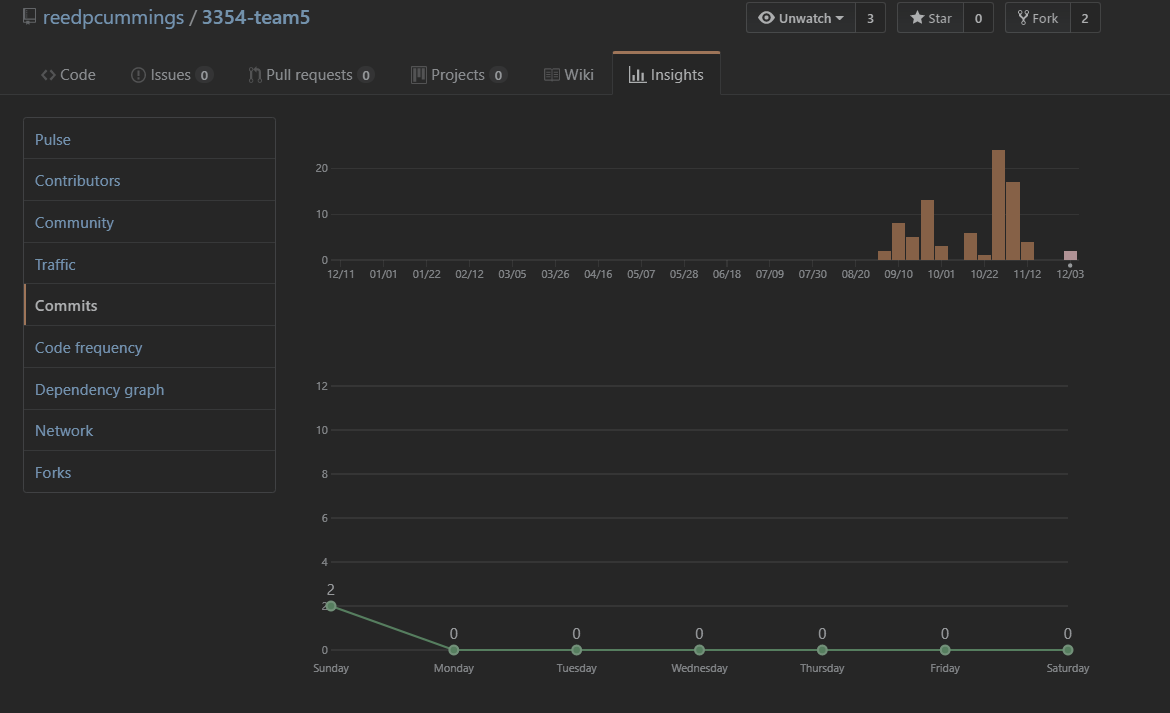 reedpcummings / 3354-team5
Unwatch 3 Star 0 Fork 2
Code Issues 0 Pull requests 0 Projects 0 Wiki Insights
Pulse
Contributors
Community
Traffic
Commits
Code frequency
Dependency graph
Network
Forks
20
10
0
12/11 01/01 01/22 02/12 03/05 03/26 04/16 05/07 05/28 06/18 07/09 07/30 08/20 09/10 10/01 10/22 11/12 12/03
12
10
8
6
4
2
2
0 0 0 0 0 0
0
Sunday Monday Tuesday Wednesday Thursday Friday Saturday